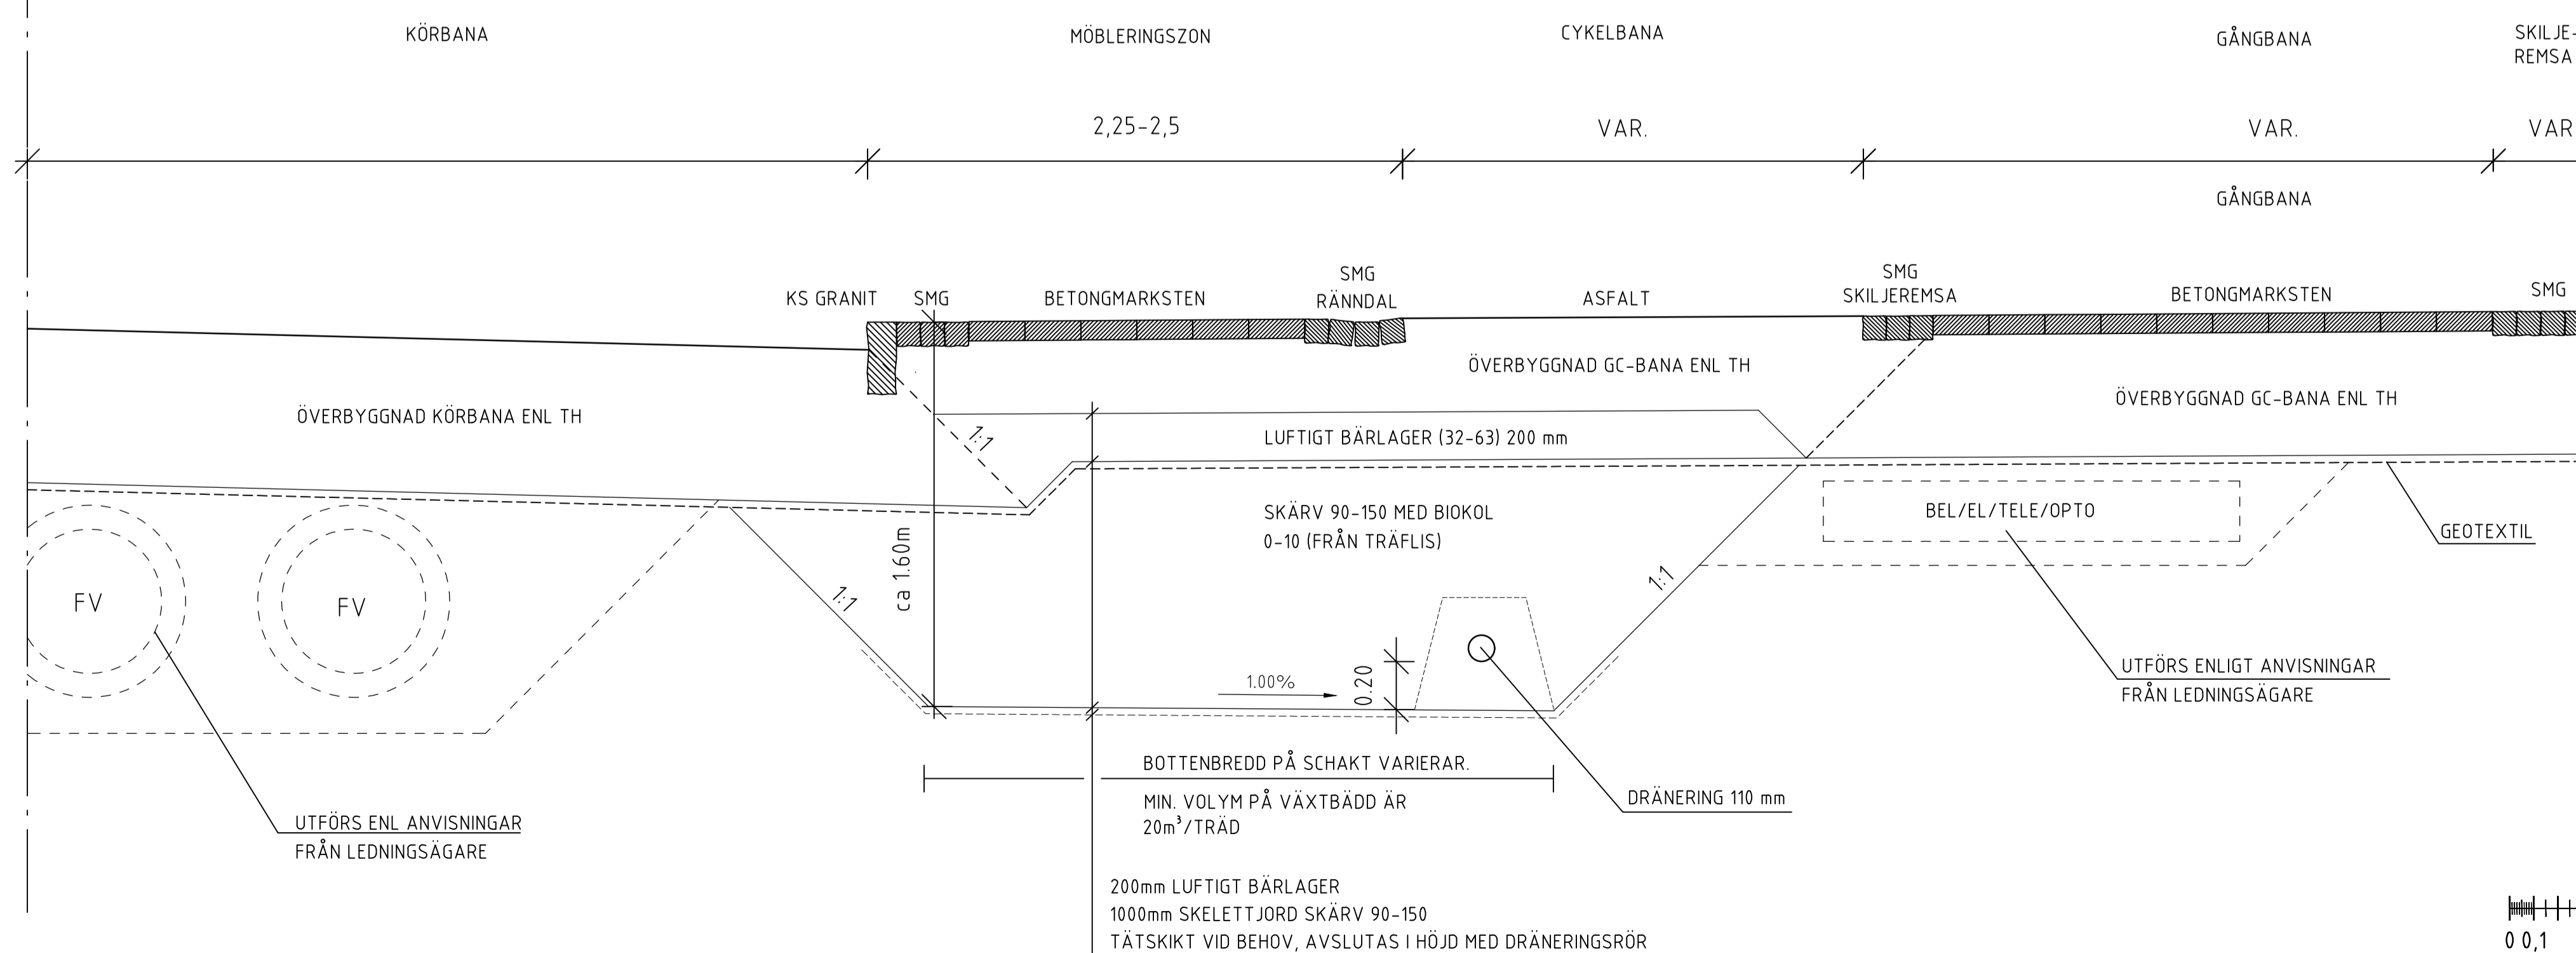 KÖRBANA
MÖBLERINGSZON
CYKELBANA
GÅNGBANA
SKILJE-
REMSA
2,25-2,5
VAR.
VAR.
VAR
GÅNGBANA
KS GRANIT
SMG
BETONGMARKSTEN
SMG
RÄNNDAL
ASFALT
SMG
SKILJEREMSA
BETONGMARKSTEN
SMG
ÖVERBYGGNAD KÖRBANA ENL TH
ÖVERBYGGNAD GC-BANA ENL TH
ÖVERBYGGNAD GC-BANA ENL TH
1:1
LUFTIGT BÄRLAGER (32-63) 200 mm
SKÄRV 90-150 MED BIOKOL
0-10 (FRÅN TRÄFLIS)
BEL/EL/TELE/OPTO
GEOTEXTIL
FV
FV
1:1
ca 1.60m
1:1
1.00%
0.20
UTFÖRS ENLIGT ANVISNINGAR
FRÅN LEDNINGSÄGARE
BOTTENBREDD PÅ SCHAKT VARIERAR.
MIN. VOLYM PÅ VÄXTBÄDD ÄR
20m³/TRÄD
DRÄNERING 110 mm
UTFÖRS ENL ANVISNINGAR
FRÅN LEDNINGSÄGARE
200mm LUFTIGT BÄRLAGER
1000mm SKELETTJORD SKÄRV 90-150
TÄTSKIKT VID BEHOV, AVSLUTAS I HÖJD MED DRÄNERINGSRÖR
0 0,1